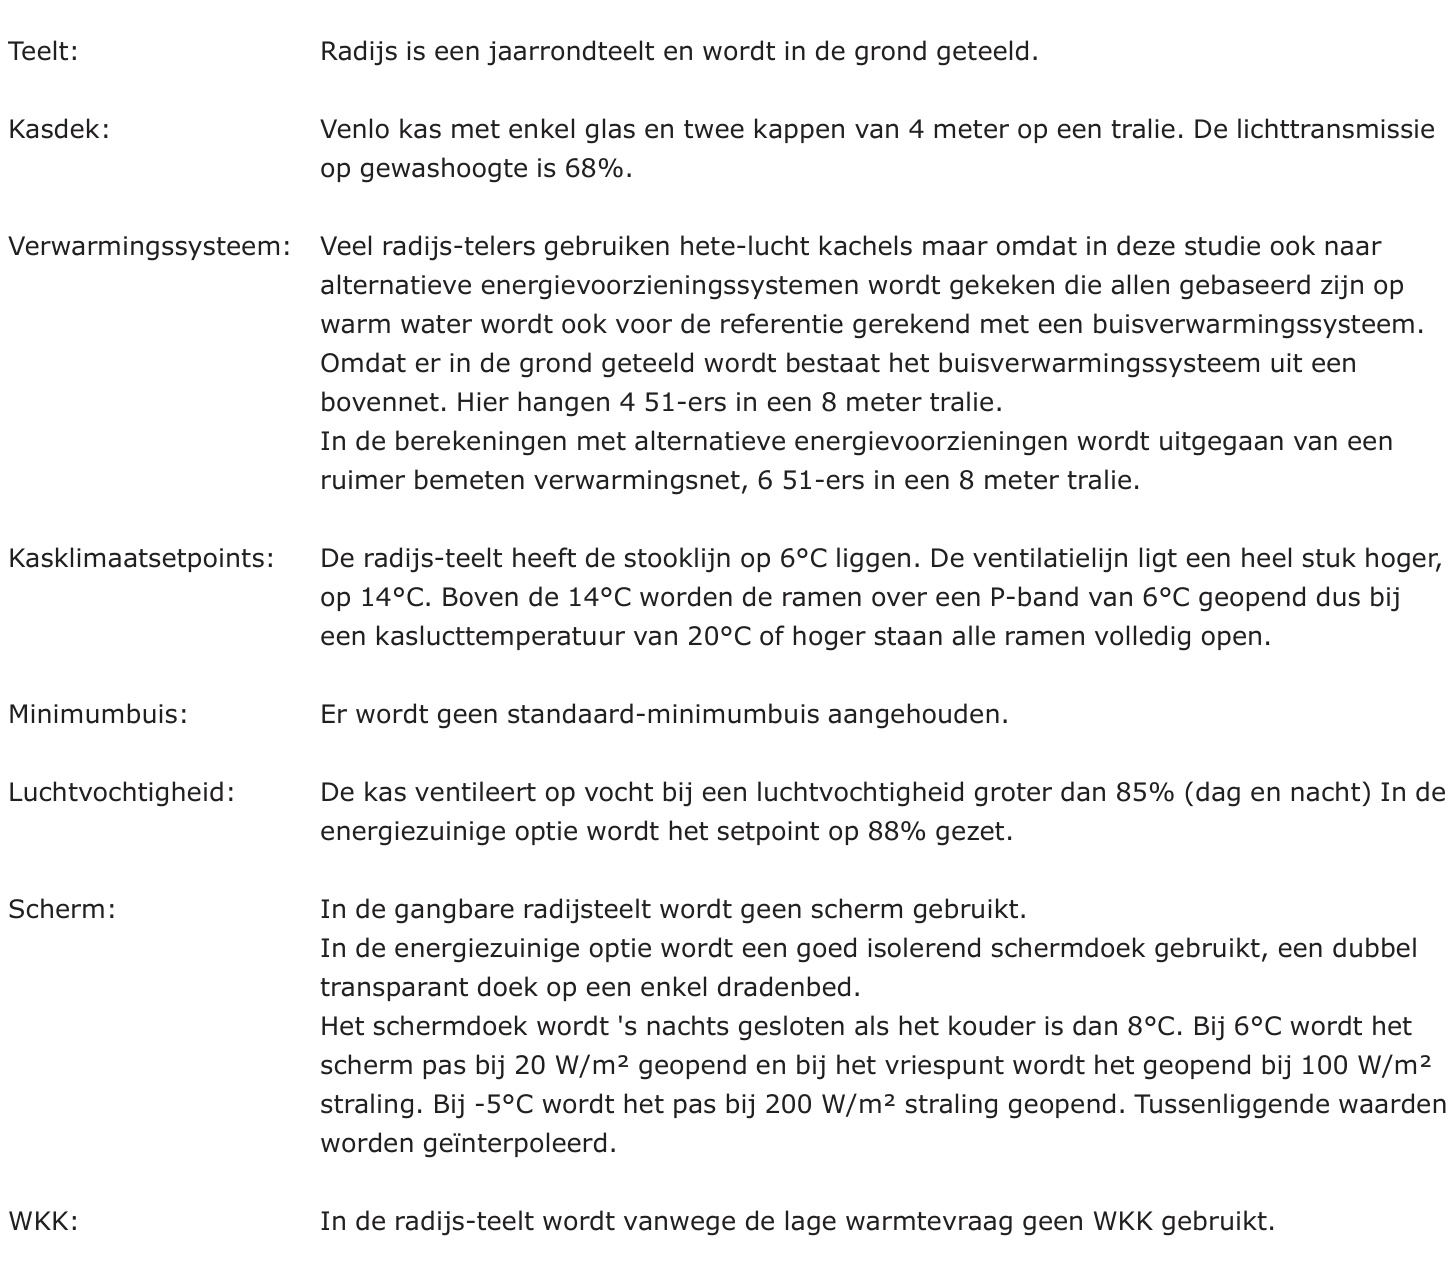 Teelt: Radijs is een jaarrondteelt en wordt in de grond geteeld.
Kasdek: Venlo kas met enkel glas en twee kappen van 4 meter op een tralie. De lichttransmissie
op gewashoogte is 68%.
Verwarmingssysteem: Veel radijs-telers gebruiken hete-lucht kachels maar omdat in deze studie ook naar
alternatieve energievoorzieningssystemen wordt gekeken die allen gebaseerd zijn op
warm water wordt ook voor de referentie gerekend met een buisverwarmingssysteem.
Omdat er in de grond geteeld wordt bestaat het buisverwarmingssysteem uit een
bovennet. Hier hangen 4 51-ers in een 8 meter tralie.
In de berekeningen met alternatieve energievoorzieningen wordt uitgegaan van een
ruimer bemeten verwarmingsnet, 6 51-ers in een 8 meter tralie.
Kasklimaatsetpoints: De radijs-teelt heeft de stooklijn op 6°C liggen. De ventilatielijn ligt een heel stuk hoger,
op 14°C. Boven de 14°C worden de ramen over een P-band van 6°C geopend dus bij
een kaslucttemperatuur van 20°C of hoger staan alle ramen volledig open.
Minimumbuis: Er wordt geen standaard-minimumbuis aangehouden.
Luchtvochtigheid: De kas ventileert op vocht bij een luchtvochtigheid groter dan 85% (dag en nacht) In de
energiezuinige optie wordt het setpoint op 88% gezet.
Scherm: In de gangbare radijsteelt wordt geen scherm gebruikt.
In de energiezuinige optie wordt een goed isolerend schermdoek gebruikt, een dubbel
transparant doek op een enkel dradenbed.
Het schermdoek wordt 's nachts gesloten als het kouder is dan 8°C. Bij 6°C wordt het
scherm pas bij 20 W/m² geopend en bij het vriespunt wordt het geopend bij 100 W/m²
straling. Bij -5°C wordt het pas bij 200 W/m² straling geopend. Tussenliggende waarden
worden geïnterpoleerd.
WKK: In de radijs-teelt wordt vanwege de lage warmtevraag geen WKK gebruikt.